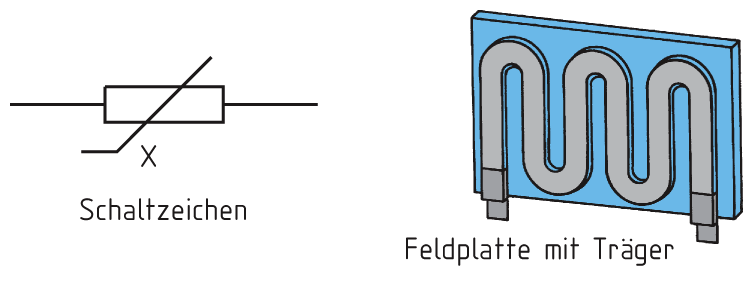 X
Schaltzeichen
Feldplatte mit Träger